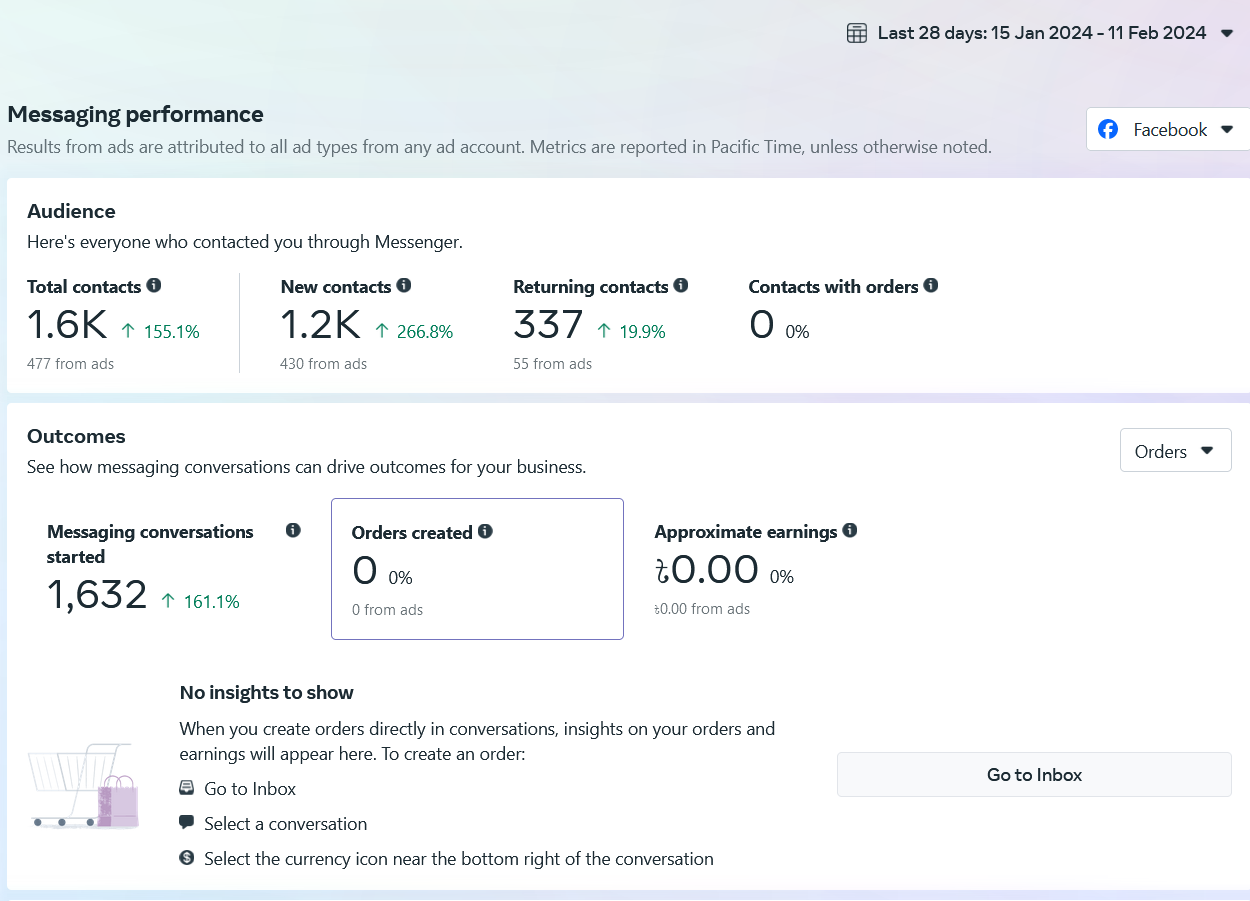 Last 28 days: 15 Jan 2024 - 11 Feb 2024
Messaging performance
Facebook
Results from ads are attributed to all ad types from any ad account. Metrics are reported in Pacific Time, unless otherwise noted.
Audience
Here's everyone who contacted you through Messenger.
Total contacts
1.6K ↑ 155.1%
477 from ads
New contacts
1.2K ↑ 266.8%
430 from ads
Returning contacts
337 ↑ 19.9%
55 from ads
Contacts with orders
0 0%
Outcomes
See how messaging conversations can drive outcomes for your business.
Orders
Messaging conversations
started
1,632 ↑ 161.1%
Orders created
0 0%
0 from ads
Approximate earnings
৳0.00 0%
৳0.00 from ads
No insights to show
When you create orders directly in conversations, insights on your orders and
earnings will appear here. To create an order:
Go to Inbox
Select a conversation
Select the currency icon near the bottom right of the conversation
Go to Inbox